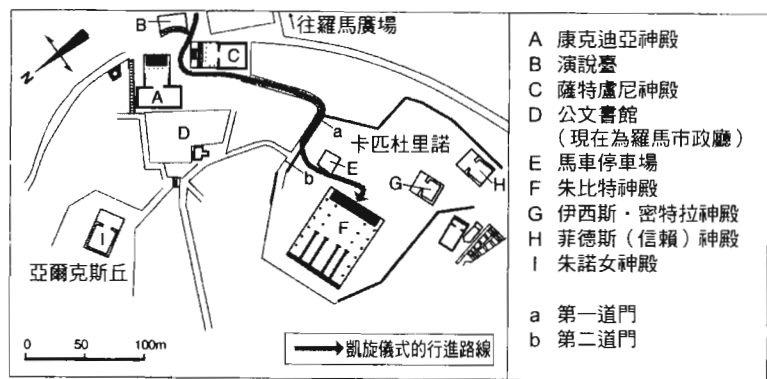 往羅馬廣場
B
C
N
A
a
D
卡匹杜里諾
E
b
G
H
F
I
亞爾克斯丘
0 50 100m
凱旋儀式的行進路線
A 康克迪亞神殿
B 演說臺
C 薩特盧尼神殿
D 公文書館
(現在為羅馬市政廳)
E 馬車停車場
F 朱比特神殿
G 伊西斯・密特拉神殿
H 菲德斯(信賴)神殿
I 朱諾女神殿
a 第一道門
b 第二道門